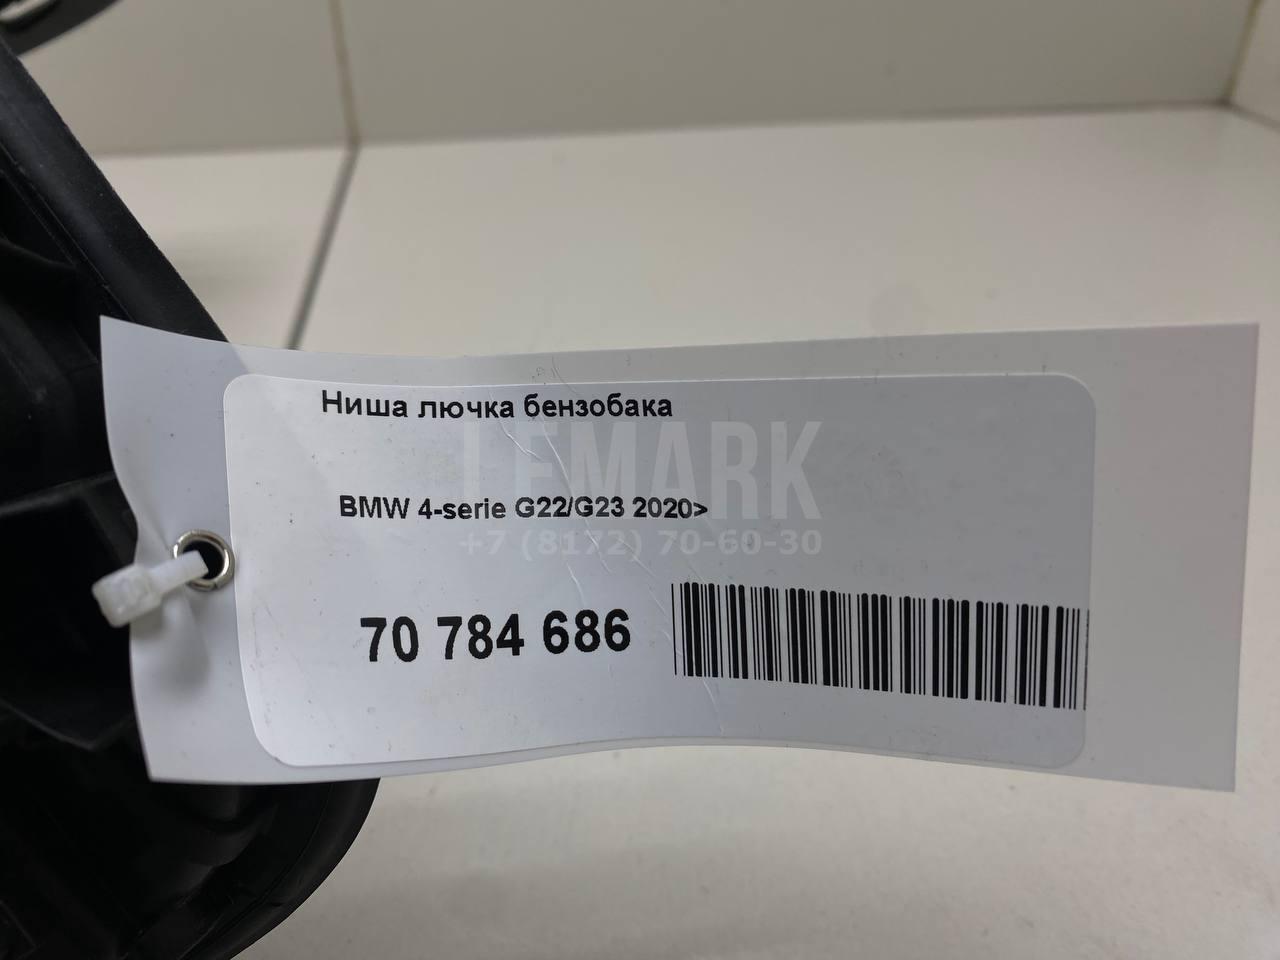 Ниша лючка бензобака
LEMARK
BMW 4-serie G22/G23 2020>
+7 (8172) 70-60-30
70 784 686